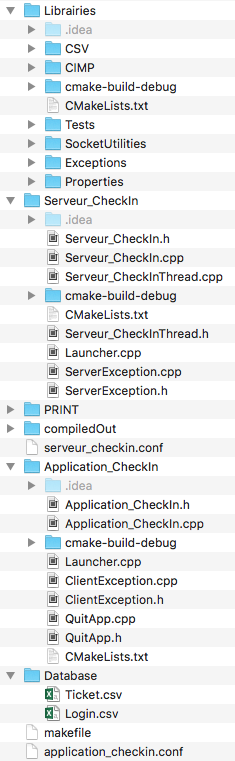 Librairies
.idea
CSV
CIMP
cmake-build-debug
CMakeLists.txt
Tests
SocketUtilities
Exceptions
Properties
Serveur_CheckIn
.idea
Serveur_CheckIn.h
Serveur_CheckIn.cpp
Serveur_CheckInThread.cpp
cmake-build-debug
CMakeLists.txt
Serveur_CheckInThread.h
Launcher.cpp
ServerException.cpp
ServerException.h
PRINT
compiledOut
serveur_checkin.conf
Application_CheckIn
.idea
Application_CheckIn.h
Application_CheckIn.cpp
cmake-build-debug
Launcher.cpp
ClientException.cpp
ClientException.h
QuitApp.cpp
QuitApp.h
CMakeLists.txt
Database
Ticket.csv
Login.csv
makefile
application_checkin.conf